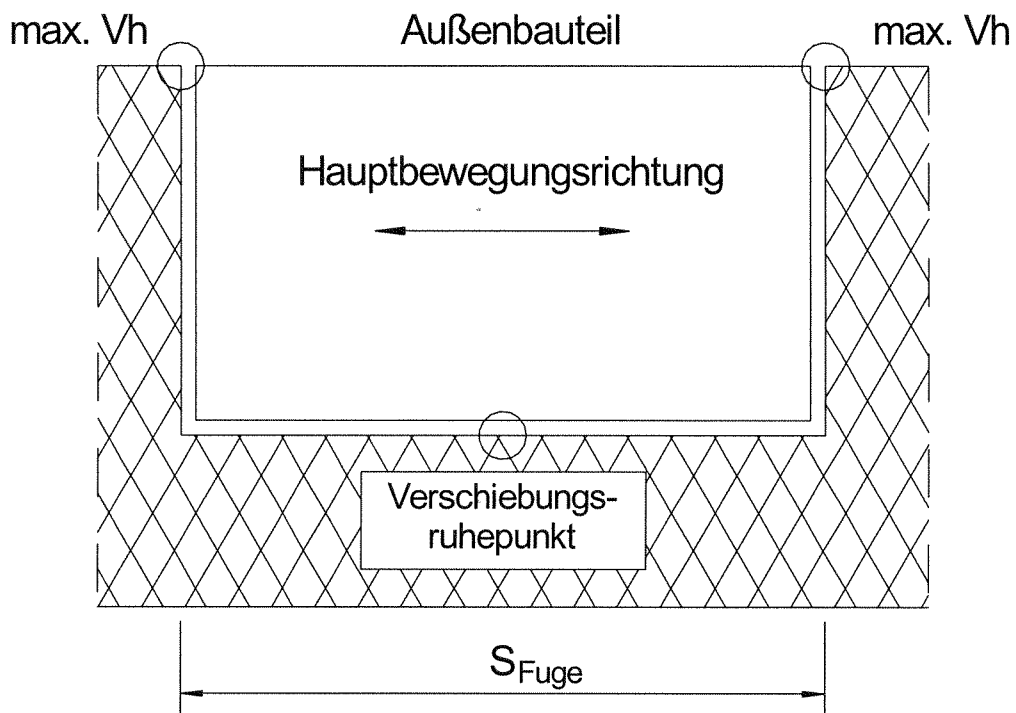 max. Vh
Außenbauteil
max. Vh
Hauptbewegungsrichtung
Verschiebungs-
ruhepunkt
SFuge